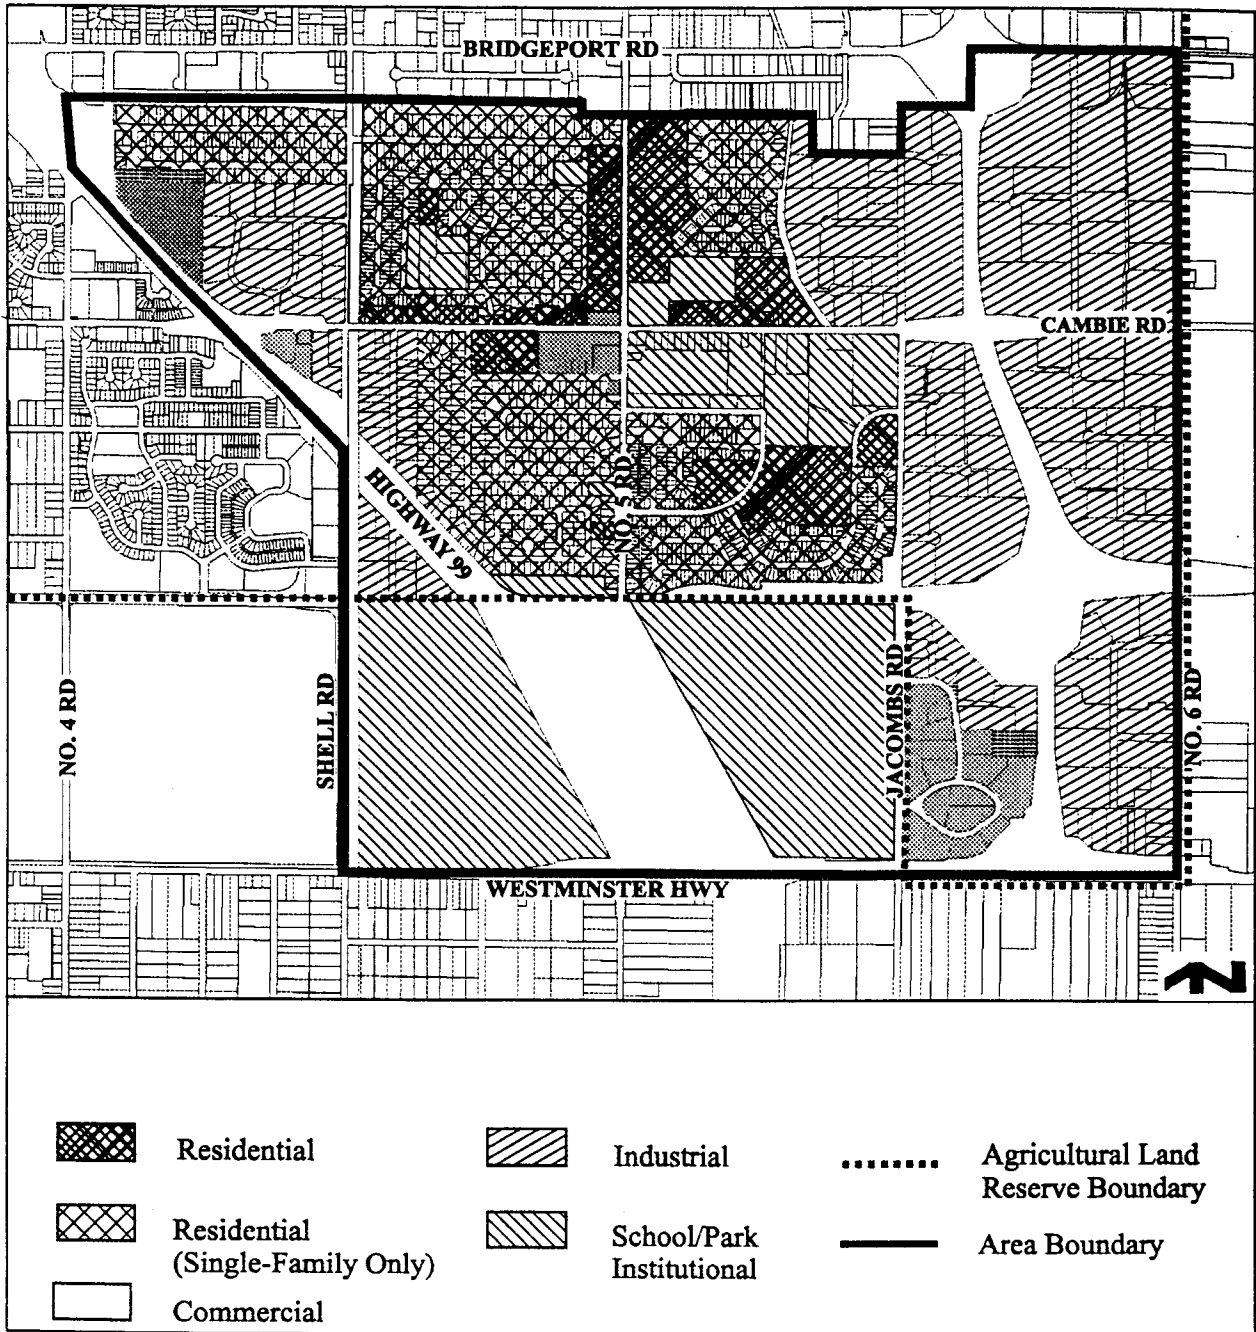 BRIDGEPORT RD
CAMBIE RD
HIGHWAY 99
NO. 5 RD
NO. 4 RD
SHELL RD
JACOMBS RD
NO. 6 RD
WESTMINSTER HWY
N
Residential
Industrial
Agricultural Land
Reserve Boundary
Residential
(Single-Family Only)
School/Park
Institutional
Area Boundary
Commercial